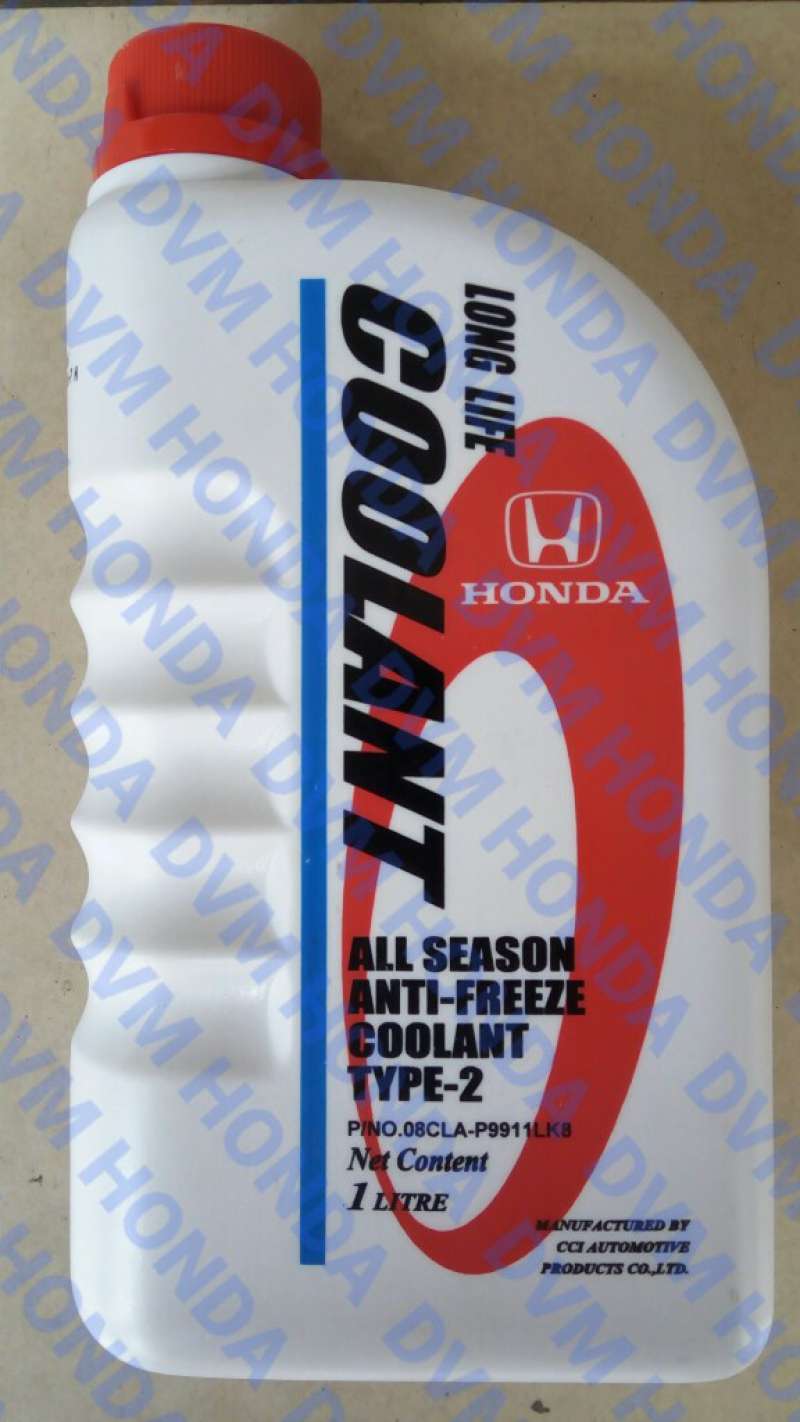 LONG LIFE
COOLANT
HONDA
ALL SEASON
ANTI-FREEZE
COOLANT
TYPE-2
P/NO.08CLA-P9911LK8
Net Content
1 LITRE
MANUFACTURED BY
CCI AUTOMOTIVE
PRODUCTS CO.,LTD.
DVM HONDA